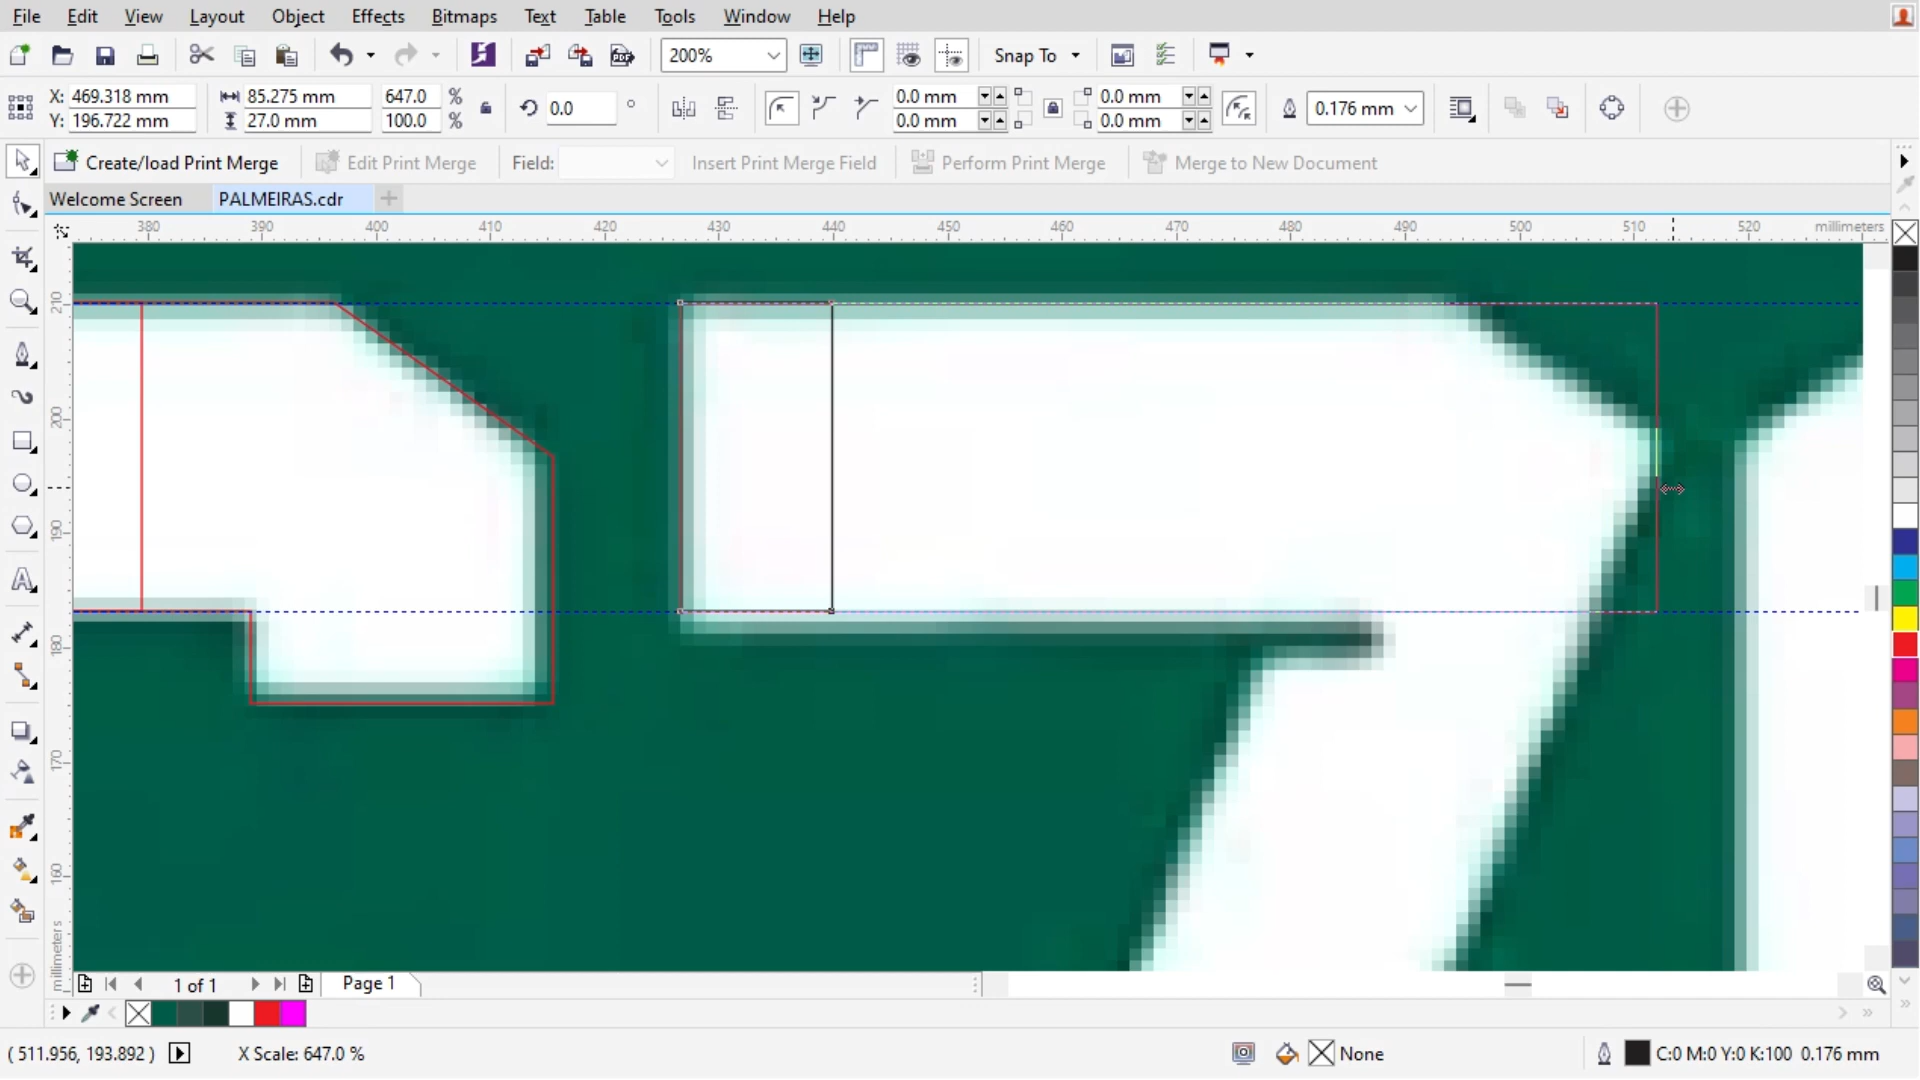 File Edit View Layout Object Effects Bitmaps Text Table Tools Window Help
200% Snap To
X: 469.318 mm 85.275 mm 647.0 % 0.0 ° 0.0 mm 0.0 mm 0.176 mm
Y: 196.722 mm 27.0 mm 100.0 % 0.0 mm 0.0 mm
Create/load Print Merge Edit Print Merge Field: Insert Print Merge Field Perform Print Merge Merge to New Document
Welcome Screen PALMEIRAS.cdr
380 390 400 410 420 430 440 450 460 470 480 490 500 510 520 millimeters
210
200
190
180
170
160
millimeters
1 of 1 Page 1
( 511.956, 193.892 ) X Scale: 647.0 % None C:0 M:0 Y:0 K:100 0.176 mm